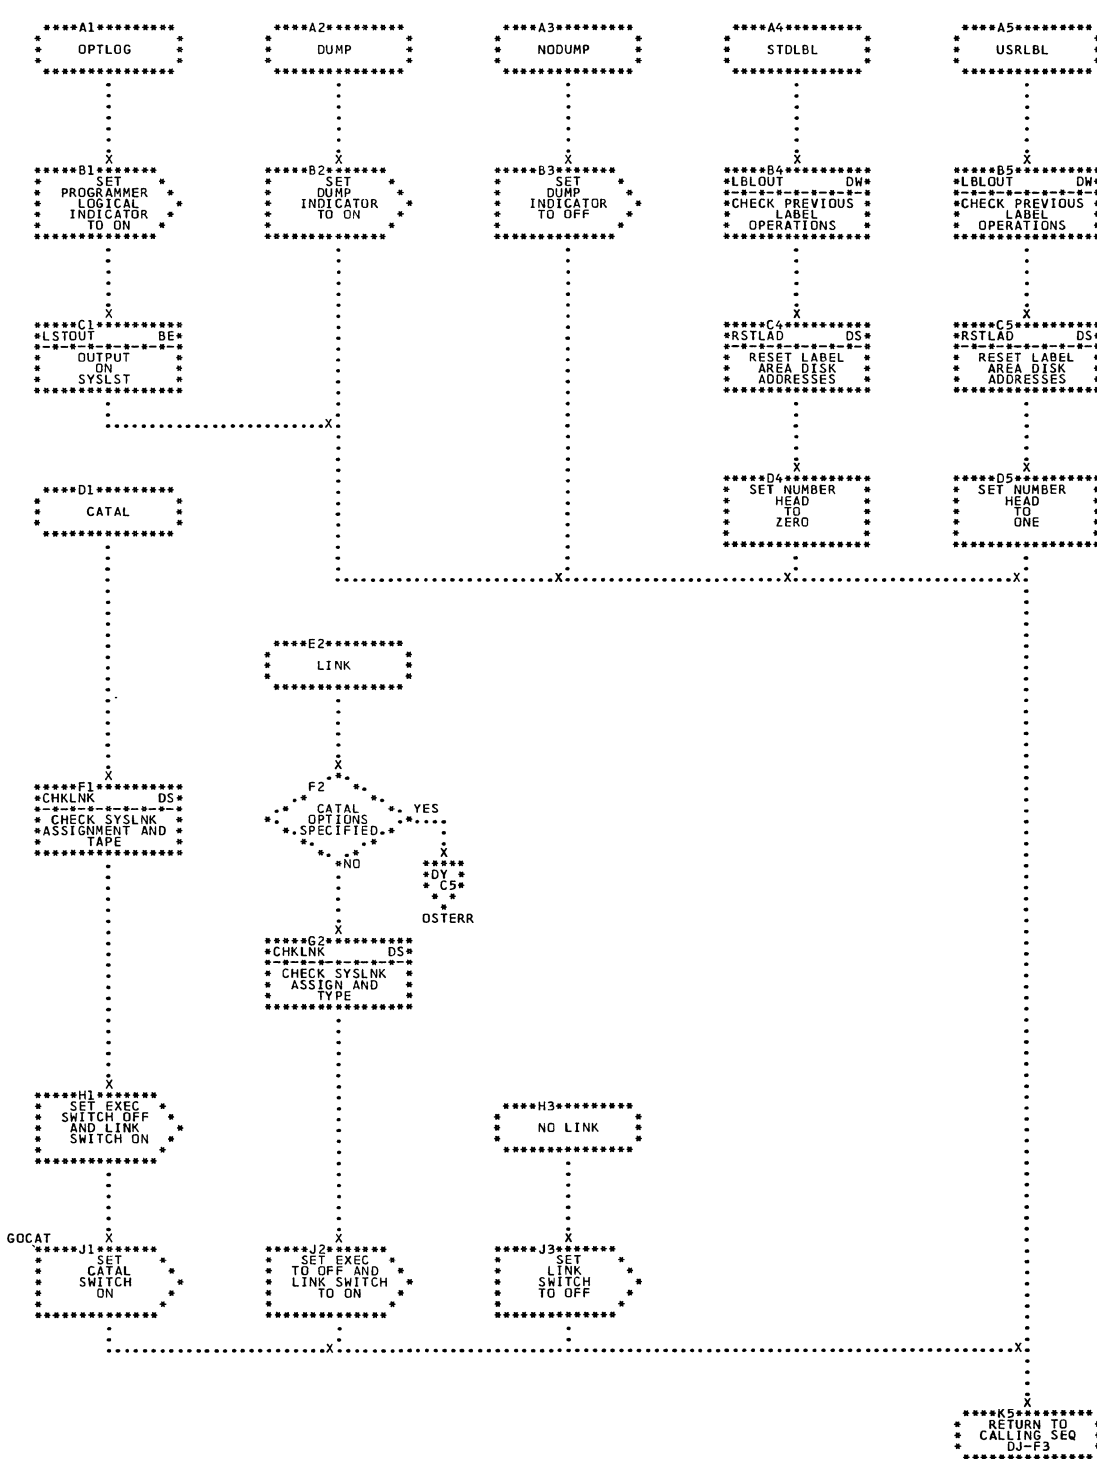 A1 A2 A3 A4 A5
OPTLOG DUMP NODUMP STDLBL USRLBL
X X X X X
B1 B2 B3 B4 B5
SET SET SET LBLOUT DW LBLOUT DW
PROGRAMMER DUMP DUMP
LOGICAL INDICATOR INDICATOR CHECK PREVIOUS CHECK PREVIOUS
INDICATOR TO ON TO OFF LABEL LABEL
TO ON OPERATIONS OPERATIONS
X X X
C1 C4 C5
LSTOUT BE RSTLAD DS RSTLAD DS
OUTPUT RESET LABEL RESET LABEL
ON AREA DISK AREA DISK
SYSLST ADDRESSES ADDRESSES
X
X X
D1 D4 D5
CATAL SET NUMBER SET NUMBER
HEAD HEAD
TO TO
ZERO ONE
X X X
E2
LINK
X X
F1 F2
CHKLNK DS CATAL YES
CHECK SYSLNK OPTIONS
ASSIGNMENT AND SPECIFIED
TAPE
NO X
DY
C5
OSTERR
X
G2
CHKLNK DS
CHECK SYSLNK
ASSIGN AND
TYPE
X
H1 H3
SET EXEC NO LINK
SWITCH OFF
AND LINK
SWITCH ON
GOCAT X X X
J1 J2 J3
SET SET EXEC SET
CATAL TO OFF AND LINK
SWITCH LINK SWITCH SWITCH
ON TO ON TO OFF
X X
X
K5
RETURN TO
CALLING SEQ
DJ-F3